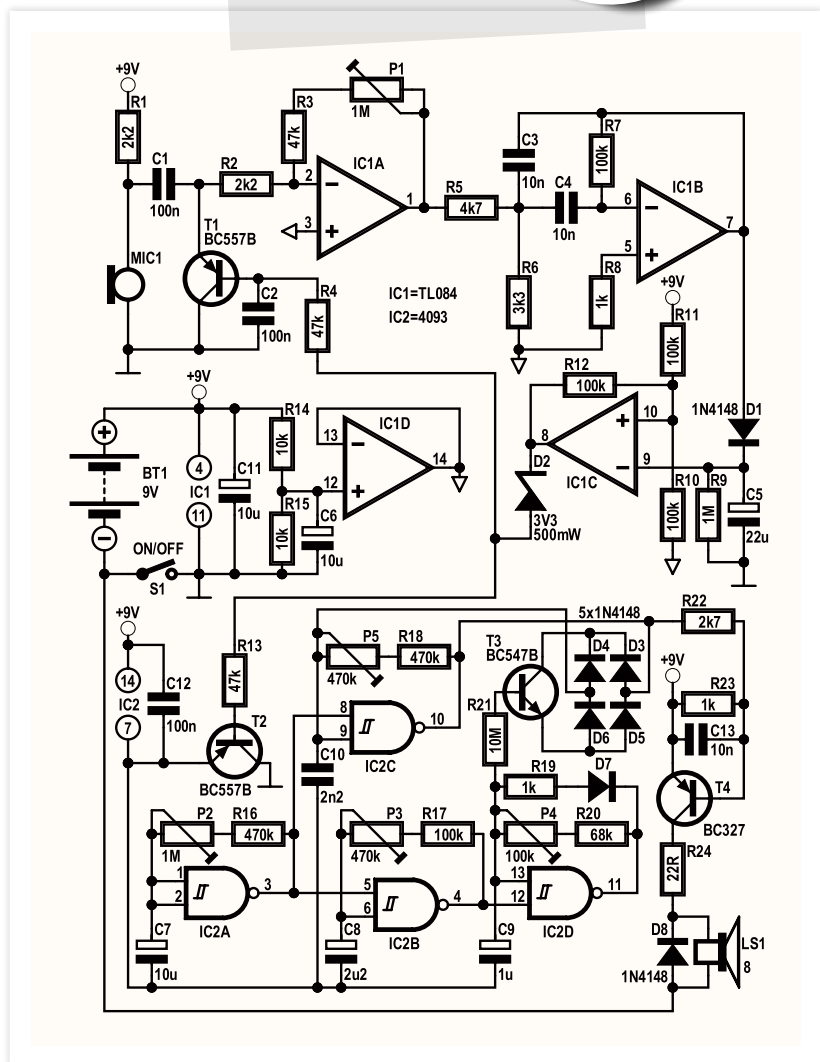 +9V
R1
2k2
C1
100n
R2
2k2
R3
47k
P1
1M
IC1A
2
3
1
T1
BC557B
MIC1
C2
100n
R4
47k
IC1=TL084
IC2=4093
R5
4k7
C3
10n
C4
10n
R6
3k3
R7
100k
R8
1k
IC1B
6
5
7
+9V
R11
100k
R12
100k
10
9
8
IC1C
1N4148
D1
D2
3V3
500mW
R10
100k
R9
1M
C5
22u
+9V
BT1
9V
4
IC1
11
C11
10u
R14
10k
R15
10k
C6
10u
13
12
14
IC1D
ON/OFF
S1
+9V
14
IC2
7
C12
100n
R13
47k
T2
BC557B
P5
470k
R18
470k
8
9
10
IC2C
C10
2n2
T3
BC547B
5x1N4148
D4
D3
D6
D5
R22
2k7
+9V
R23
1k
C13
10n
T4
BC327
R21
10M
R19
1k
D7
P2
1M
R16
470k
1
2
3
IC2A
C7
10u
P3
470k
R17
100k
5
6
4
IC2B
C8
2u2
P4
100k
R20
68k
13
12
11
IC2D
C9
1u
R24
22R
D8
1N4148
LS1
8